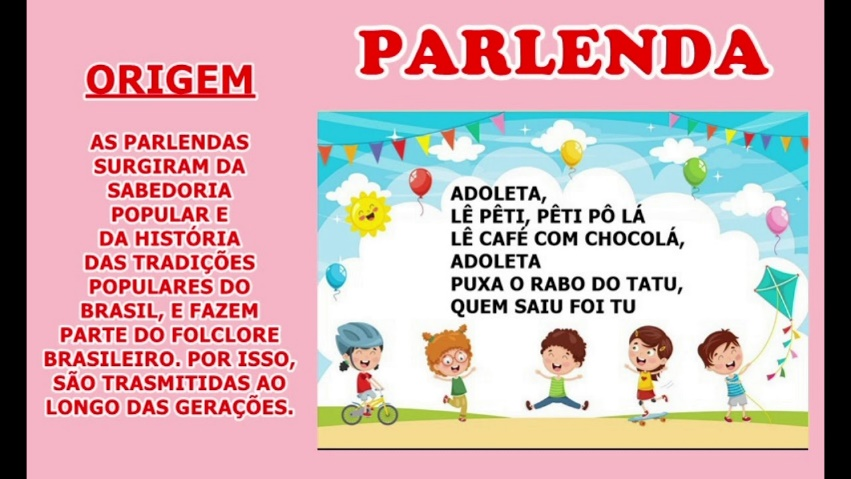 PARLENDA
ORIGEM
AS PARLENDAS
SURGIRAM DA
SABEDORIA
POPULAR E
DA HISTÓRIA
DAS TRADIÇÕES
POPULARES DO
BRASIL, E FAZEM
PARTE DO FOLCLORE
BRASILEIRO. POR ISSO,
SÃO TRASMITIDAS AO
LONGO DAS GERAÇÕES.
ADOLETA,
LÊ PÊTI, PÊTI PÔ LÁ
LÊ CAFÉ COM CHOCOLÁ,
ADOLETA
PUXA O RABO DO TATU,
QUEM SAIU FOI TU